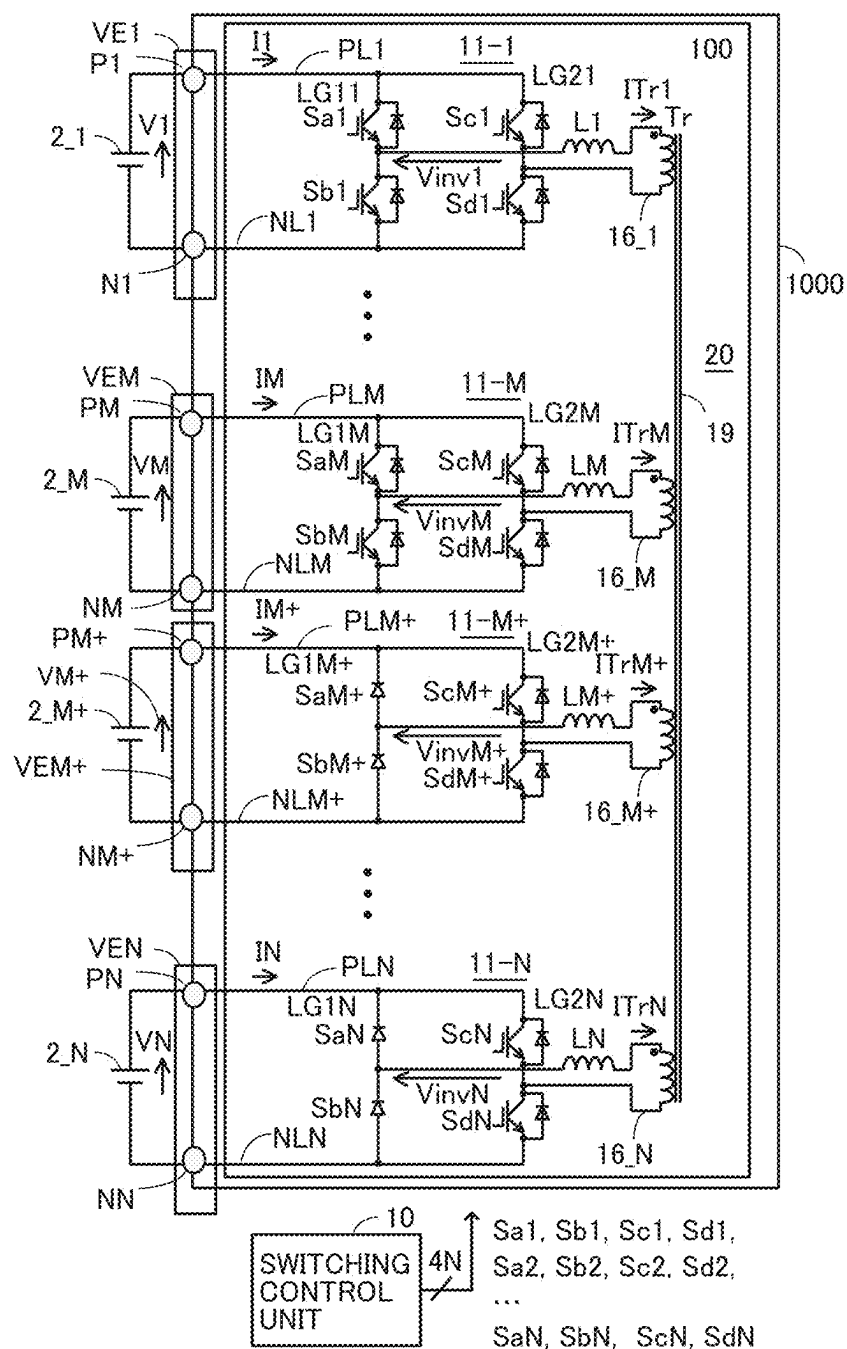 VE1
P1
I1
PL1
11-1
100
LG11
LG21
ITr1
Tr
Sa1
Sc1
L1
V1
2_1
Vinv1
Sb1
Sd1
NL1
16_1
N1
1000
VEM
PM
IM
PLM
11-M
20
LG1M
LG2M
ITrM
19
SaM
ScM
LM
VM
2_M
VinvM
SbM
SdM
NLM
16_M
NM
IM+
PLM+
11-M+
PM+
LG1M+
LG2M+
ITrM+
VM+
SaM+
ScM+
LM+
2_M+
VinvM+
SbM+
SdM+
VEM+
NLM+
16_M+
NM+
VEN
PN
IN
PLN
11-N
LG1N
LG2N
ITrN
SaN
ScN
LN
VN
2_N
VinvN
SbN
SdN
NLN
16_N
NN
10
SWITCHING
CONTROL
UNIT
4N
Sa1, Sb1, Sc1, Sd1,
Sa2, Sb2, Sc2, Sd2,
...
SaN, SbN, ScN, SdN